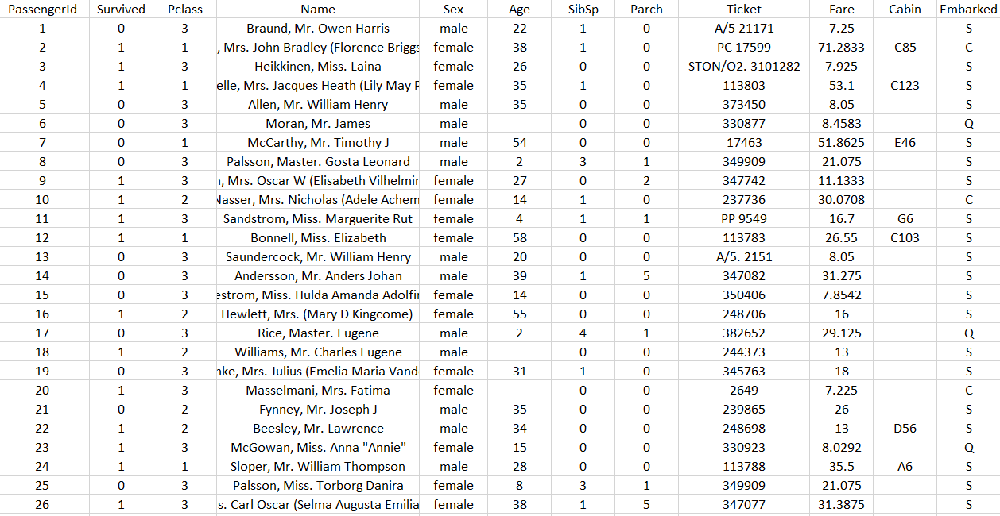 PassengerId Survived Pclass Name Sex Age SibSp Parch Ticket Fare Cabin Embarked
1 0 3 Braund, Mr. Owen Harris male 22 1 0 A/5 21171 7.25 S
2 1 1 , Mrs. John Bradley (Florence Briggs female 38 1 0 PC 17599 71.2833 C85 C
3 1 3 Heikkinen, Miss. Laina female 26 0 0 STON/O2. 3101282 7.925 S
4 1 1 elle, Mrs. Jacques Heath (Lily May female 35 1 0 113803 53.1 C123 S
5 0 3 Allen, Mr. William Henry male 35 0 0 373450 8.05 S
6 0 3 Moran, Mr. James male 0 0 330877 8.4583 Q
7 0 1 McCarthy, Mr. Timothy J male 54 0 0 17463 51.8625 E46 S
8 0 3 Palsson, Master. Gosta Leonard male 2 3 1 349909 21.075 S
9 1 3 , Mrs. Oscar W (Elisabeth Vilhelmin female 27 0 2 347742 11.1333 S
10 1 2 Nasser, Mrs. Nicholas (Adele Achem female 14 1 0 237736 30.0708 C
11 1 3 Sandstrom, Miss. Marguerite Rut female 4 1 1 PP 9549 16.7 G6 S
12 1 1 Bonnell, Miss. Elizabeth female 58 0 0 113783 26.55 C103 S
13 0 3 Saundercock, Mr. William Henry male 20 0 0 A/5. 2151 8.05 S
14 0 3 Andersson, Mr. Anders Johan male 39 1 5 347082 31.275 S
15 0 3 estrom, Miss. Hulda Amanda Adolfin female 14 0 0 350406 7.8542 S
16 1 2 Hewlett, Mrs. (Mary D Kingcome) female 55 0 0 248706 16 S
17 0 3 Rice, Master. Eugene male 2 4 1 382652 29.125 Q
18 1 2 Williams, Mr. Charles Eugene male 0 0 244373 13 S
19 0 3 nke, Mrs. Julius (Emelia Maria Vand female 31 1 0 345763 18 S
20 1 3 Masselmani, Mrs. Fatima female 0 0 2649 7.225 C
21 0 2 Fynney, Mr. Joseph J male 35 0 0 239865 26 S
22 1 2 Beesley, Mr. Lawrence male 34 0 0 248698 13 D56 S
23 1 3 McGowan, Miss. Anna "Annie" female 15 0 0 330923 8.0292 Q
24 1 1 Sloper, Mr. William Thompson male 28 0 0 113788 35.5 A6 S
25 0 3 Palsson, Miss. Torborg Danira female 8 3 1 349909 21.075 S
26 1 3 s. Carl Oscar (Selma Augusta Emilia female 38 1 5 347077 31.3875 S